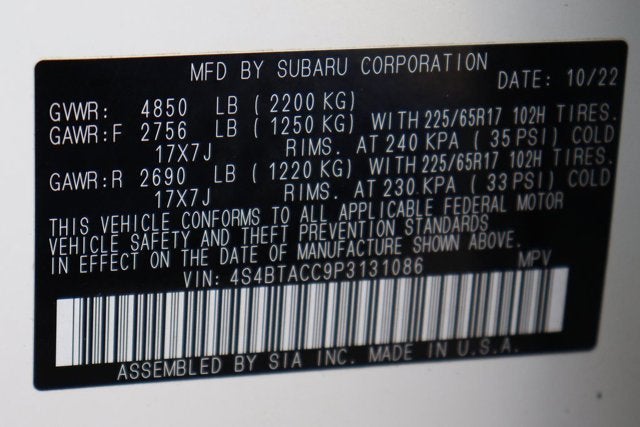 MFD BY SUBARU CORPORATION
DATE: 10/22
GVWR: 4850 LB ( 2200 KG)
GAWR:F 2756 LB ( 1250 KG) WITH 225/65R17 102H TIRES.
17X7J RIMS. AT 240 KPA ( 35 PSI) COLD
GAWR:R 2690 LB ( 1220 KG) WITH 225/65R17 102H TIRES.
17X7J RIMS. AT 230 KPA ( 33 PSI) COLD
THIS VEHICLE CONFORMS TO ALL APPLICABLE FEDERAL MOTOR
VEHICLE SAFETY AND THEFT PREVENTION STANDARDS
IN EFFECT ON THE DATE OF MANUFACTURE SHOWN ABOVE.
VIN: 4S4BTACC9P3131086 MPV
ASSEMBLED BY SIA INC. MADE IN U.S.A.